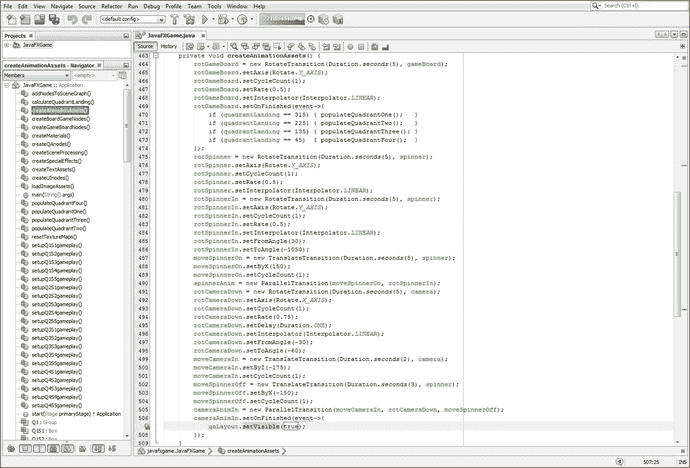 File Edit View Navigate Source Refactor Run Debug Profile Team Tools Window Help
Search (Ctrl+I)
<default config>
Projects
JavaFXGame.java
JavaFXGame
Source History
createAnimationAssets - Navigator
Members
<empty>
JavaFXGame :: Application
addNodesToSceneGraph()
calculateQuadrantLanding()
createBoardGameNodes()
createGameBoardNodes()
createMaterials()
createQAnodes()
createSceneProcessing()
createSpecialEffects()
createTextAssets()
createUInodes()
loadImageAssets()
main(String[] args)
populateQuadrantFour()
populateQuadrantOne()
populateQuadrantThree()
populateQuadrantTwo()
resetTextureMaps()
setupQ1S1gameplay()
setupQ1S2gameplay()
setupQ1S3gameplay()
setupQ1S4gameplay()
setupQ1S5gameplay()
setupQ2S1gameplay()
setupQ2S2gameplay()
setupQ2S3gameplay()
setupQ2S4gameplay()
setupQ2S5gameplay()
setupQ3S1gameplay()
setupQ3S2gameplay()
setupQ3S3gameplay()
setupQ3S4gameplay()
setupQ3S5gameplay()
setupQ4S1gameplay()
setupQ4S2gameplay()
setupQ4S3gameplay()
setupQ4S4gameplay()
setupQ4S5gameplay()
start(Stage primaryStage) ↑ Application
Q1 : Group
Q1S1 : Box
463 private void createAnimationAssets() {
464 rotGameBoard = new RotateTransition(Duration.seconds(5), gameBoard);
465 rotGameBoard.setAxis(Rotate.Y_AXIS);
466 rotGameBoard.setCycleCount(1);
467 rotGameBoard.setRate(0.5);
468 rotGameBoard.setInterpolator(Interpolator.LINEAR);
469 rotGameBoard.setOnFinished(event->{
470 if (quadrantLanding == 315) { populateQuadrantOne(); }
471 if (quadrantLanding == 225) { populateQuadrantTwo(); }
472 if (quadrantLanding == 135) { populateQuadrantThree(); }
473 if (quadrantLanding == 45) { populateQuadrantFour(); }
474 });
475 rotSpinner = new RotateTransition(Duration.seconds(5), spinner);
476 rotSpinner.setAxis(Rotate.Y_AXIS);
477 rotSpinner.setCycleCount(1);
478 rotSpinner.setRate(0.5);
479 rotSpinner.setInterpolator(Interpolator.LINEAR);
480 rotSpinnerIn = new RotateTransition(Duration.seconds(5), spinner);
481 rotSpinnerIn.setAxis(Rotate.Y_AXIS);
482 rotSpinnerIn.setCycleCount(1);
483 rotSpinnerIn.setRate(0.5);
484 rotSpinnerIn.setInterpolator(Interpolator.LINEAR);
485 rotSpinnerIn.setFromAngle(30);
486 rotSpinnerIn.setToAngle(-1050);
487 moveSpinnerOn = new TranslateTransition(Duration.seconds(5), spinner);
488 moveSpinnerOn.setByX(150);
489 moveSpinnerOn.setCycleCount(1);
490 spinnerAnim = new ParallelTransition(moveSpinnerOn, rotSpinnerIn);
491 rotCameraDown = new RotateTransition(Duration.seconds(5), camera);
492 rotCameraDown.setAxis(Rotate.X_AXIS);
493 rotCameraDown.setCycleCount(1);
494 rotCameraDown.setRate(0.75);
495 rotCameraDown.setDelay(Duration.ONE);
496 rotCameraDown.setInterpolator(Interpolator.LINEAR);
497 rotCameraDown.setFromAngle(-30);
498 rotCameraDown.setToAngle(-60);
499 moveCameraIn = new TranslateTransition(Duration.seconds(2), camera);
500 moveCameraIn.setByZ(-175);
501 moveCameraIn.setCycleCount(1);
502 moveSpinnerOff = new TranslateTransition(Duration.seconds(3), spinner);
503 moveSpinnerOff.setByX(-150);
504 moveSpinnerOff.setCycleCount(1);
505 cameraAnimIn = new ParallelTransition(moveCameraIn, rotCameraDown, moveSpinnerOff);
506 cameraAnimIn.setOnFinished(event->{
qaLayout.setVisible(true);
508 });
509 }
javafxgame.JavaFXGame
createAnimationAssets
507:25
INS